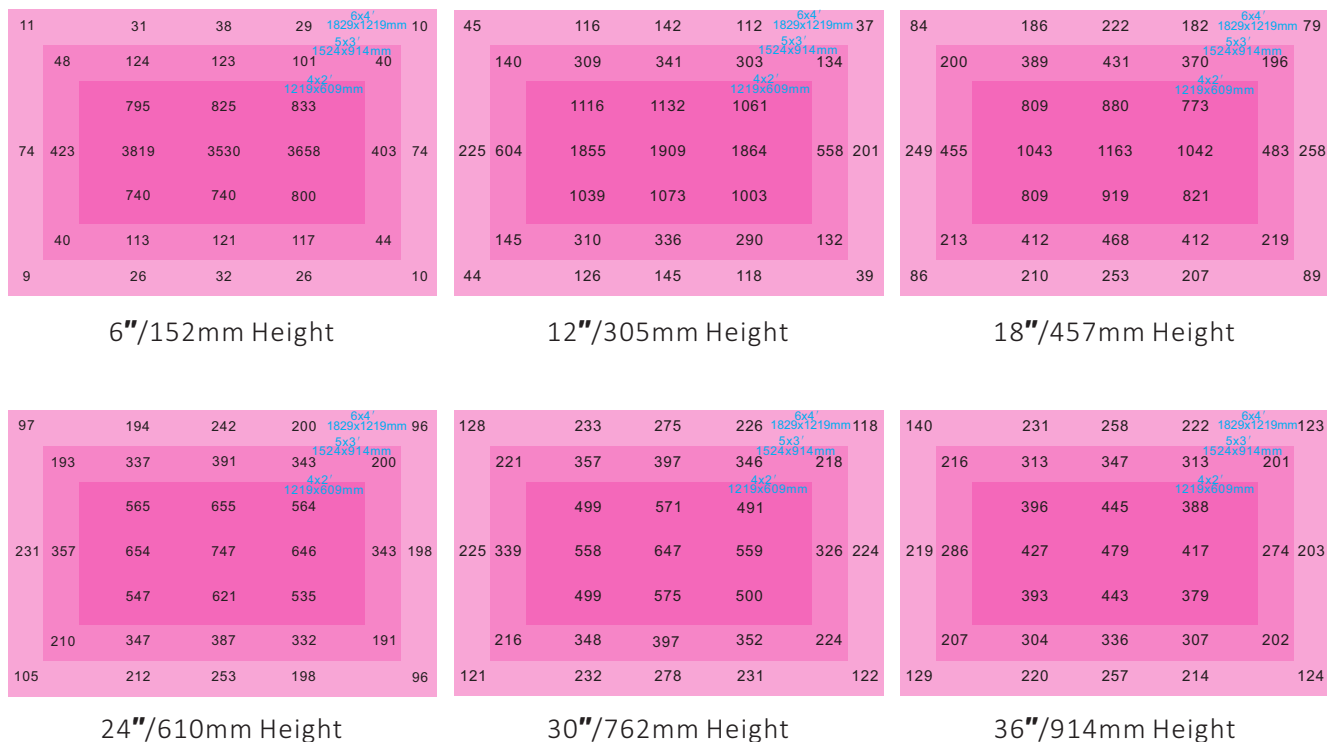 11 31 38 29 6x4′ 1829x1219mm 10
5x3′ 1524x914mm
48 124 123 101 40
4x2′ 1219x609mm
795 825 833
74 423 3819 3530 3658 403 74
740 740 800
40 113 121 117 44
9 26 32 26 10
6″/152mm Height
45 116 142 112 6x4′ 1829x1219mm 37
5x3′ 1524x914mm
140 309 341 303 134
4x2′ 1219x609mm
1116 1132 1061
225 604 1855 1909 1864 558 201
1039 1073 1003
145 310 336 290 132
44 126 145 118 39
12″/305mm Height
84 186 222 182 6x4′ 1829x1219mm 79
5x3′ 1524x914mm
200 389 431 370 196
4x2′ 1219x609mm
809 880 773
249 455 1043 1163 1042 483 258
809 919 821
213 412 468 412 219
86 210 253 207 89
18″/457mm Height
97 194 242 200 6x4′ 1829x1219mm 96
5x3′ 1524x914mm
193 337 391 343 200
4x2′ 1219x609mm
565 655 564
231 357 654 747 646 343 198
547 621 535
210 347 387 332 191
105 212 253 198 96
24″/610mm Height
128 233 275 226 6x4′ 1829x1219mm 118
5x3′ 1524x914mm
221 357 397 346 218
4x2′ 1219x609mm
499 571 491
225 339 558 647 559 326 224
499 575 500
216 348 397 352 224
121 232 278 231 122
30″/762mm Height
140 231 258 222 6x4′ 1829x1219mm 123
5x3′ 1524x914mm
216 313 347 313 201
4x2′ 1219x609mm
396 445 388
219 286 427 479 417 274 203
393 443 379
207 304 336 307 202
129 220 257 214 124
36″/914mm Height